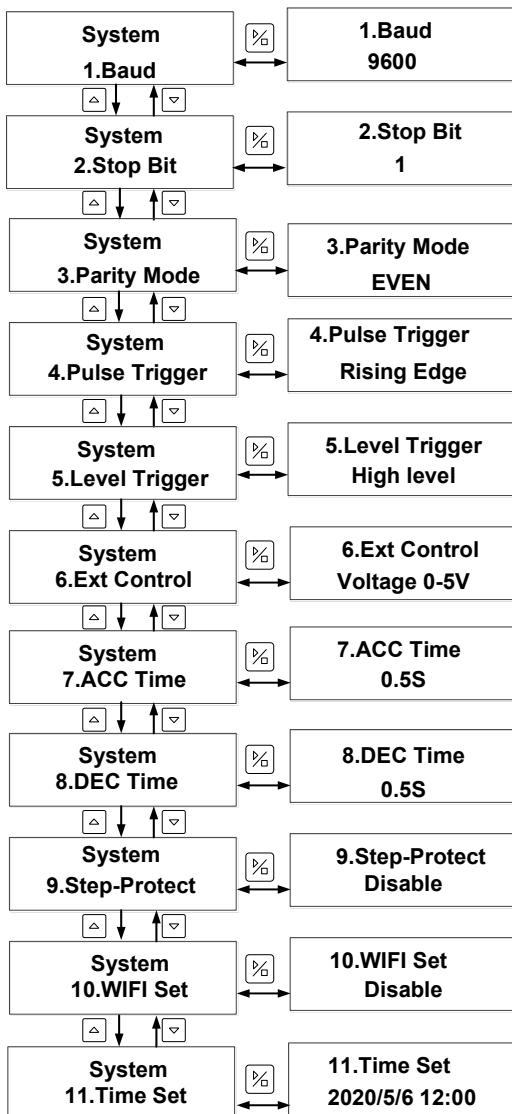 System
1.Baud
1.Baud
9600
System
2.Stop Bit
2.Stop Bit
1
System
3.Parity Mode
3.Parity Mode
EVEN
System
4.Pulse Trigger
4.Pulse Trigger
Rising Edge
System
5.Level Trigger
5.Level Trigger
High level
System
6.Ext Control
6.Ext Control
Voltage 0-5V
System
7.ACC Time
7.ACC Time
0.5S
System
8.DEC Time
8.DEC Time
0.5S
System
9.Step-Protect
9.Step-Protect
Disable
System
10.WIFI Set
10.WIFI Set
Disable
System
11.Time Set
11.Time Set
2020/5/6 12:00